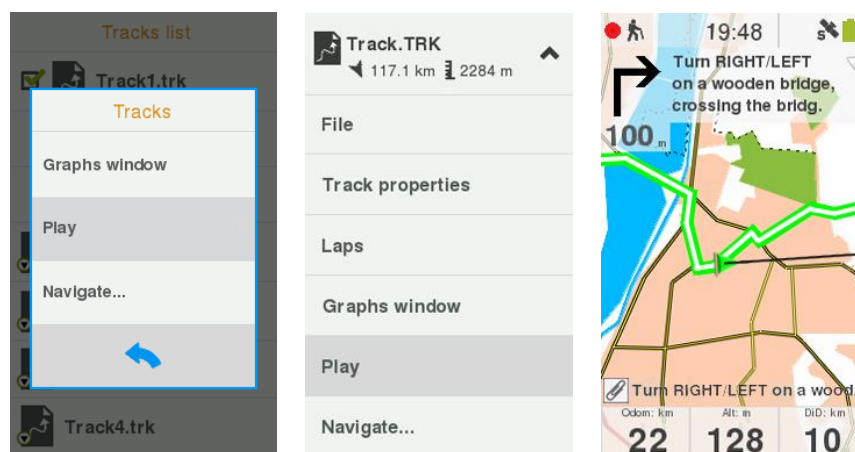 Tracks list
Track1.trk
Tracks
Graphs window
Play
Navigate...
Track4.trk
Track.TRK
117.1 km 2284 m
File
Track properties
Laps
Graphs window
Play
Navigate...
19:48
S
Turn RIGHT/LEFT
on a wooden bridge,
crossing the bridg.
100 m
Turn RIGHT/LEFT on a wood
Odom: km Alt: m DiD: km
22 128 10